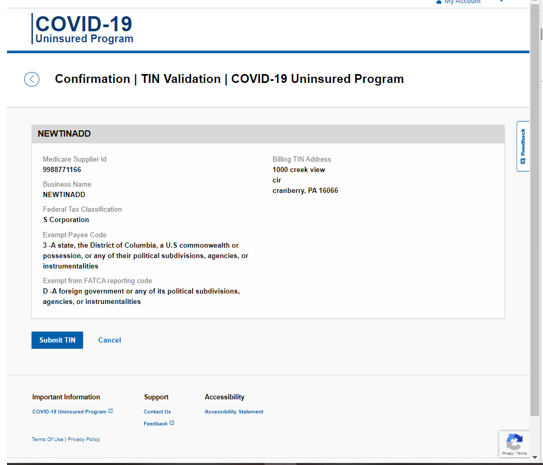 My Account
COVID-19
Uninsured Program
Confirmation | TIN Validation | COVID-19 Uninsured Program
Feedback
NEWTINADD
Medicare Supplier Id
9988771166
Business Name
NEWTINADD
Federal Tax Classification
S Corporation
Exempt Payee Code
3 -A state, the District of Columbia, a U.S commonwealth or
possession, or any of their political subdivisions, agencies, or
instrumentalities
Exempt from FATCA reporting code
D -A foreign government or any of its political subdivisions,
agencies, or instrumentalities
Billing TIN Address
1000 creek view
cir
cranberry, PA 16066
Submit TIN
Cancel
Important Information
COVID-19 Uninsured Program
Support
Contact Us
Feedback
Accessibility
Accessibility Statement
Terms Of Use | Privacy Policy
Privacy - Terms